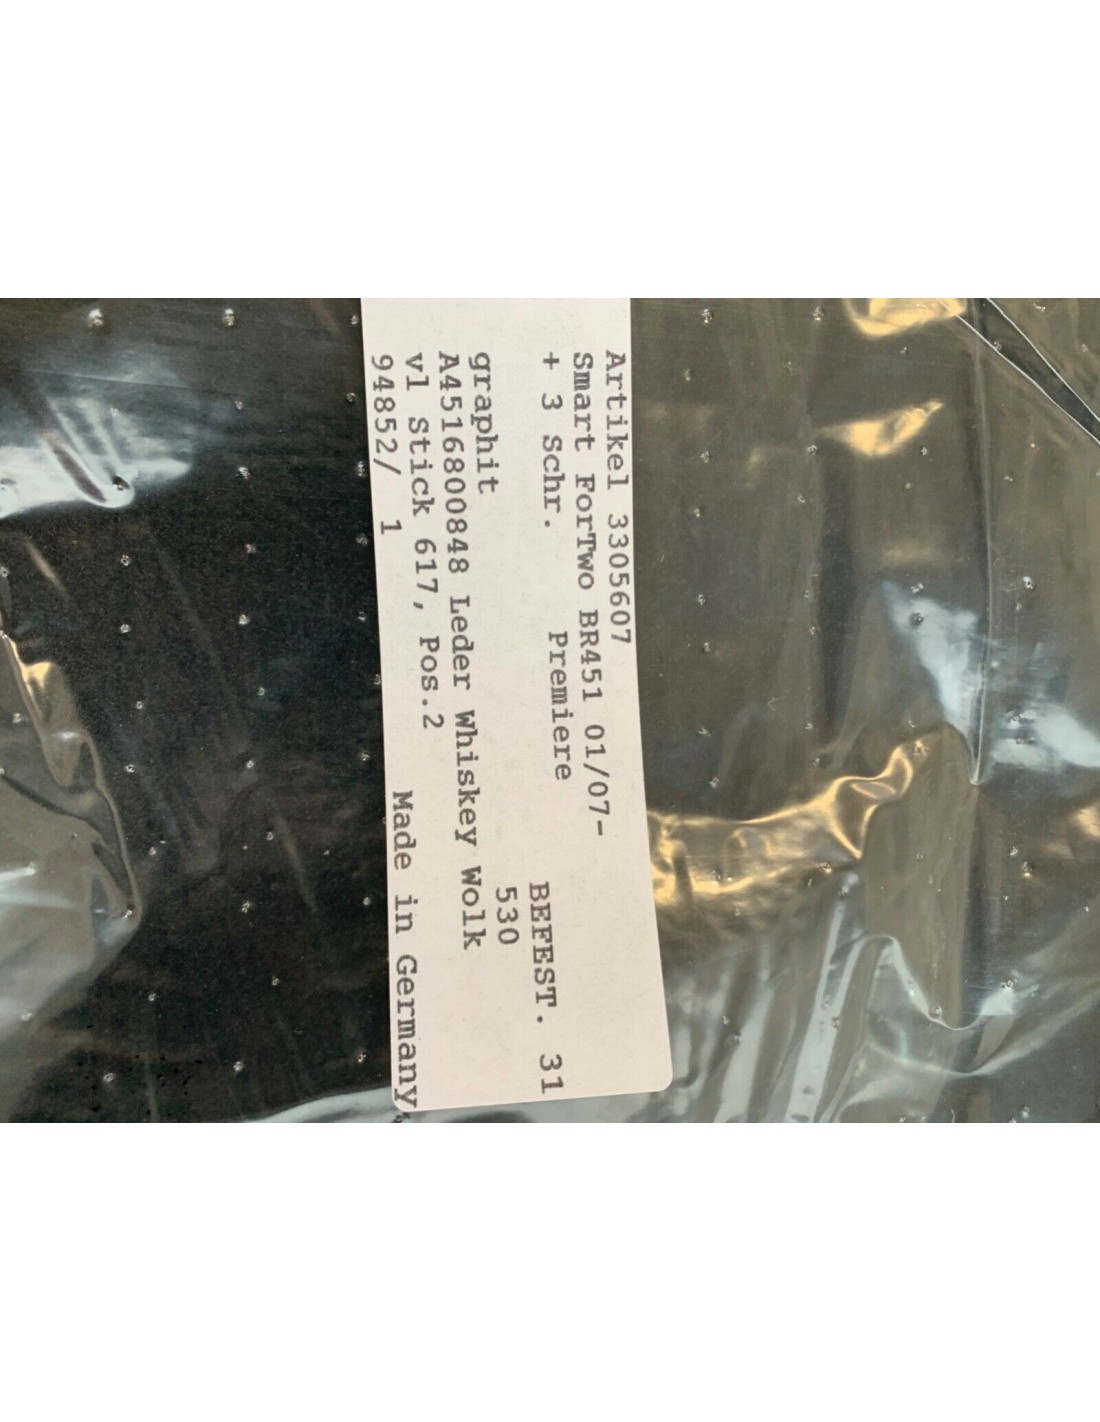 Artikel 3305607
Smart ForTwo BR451 01/07-
+ 3 Schr. Premiere
BEFEST. 31
530
graphit
A4516800848 Leder Whiskey Wolk
vl Stick 617, Pos.2
94852/ 1 Made in Germany